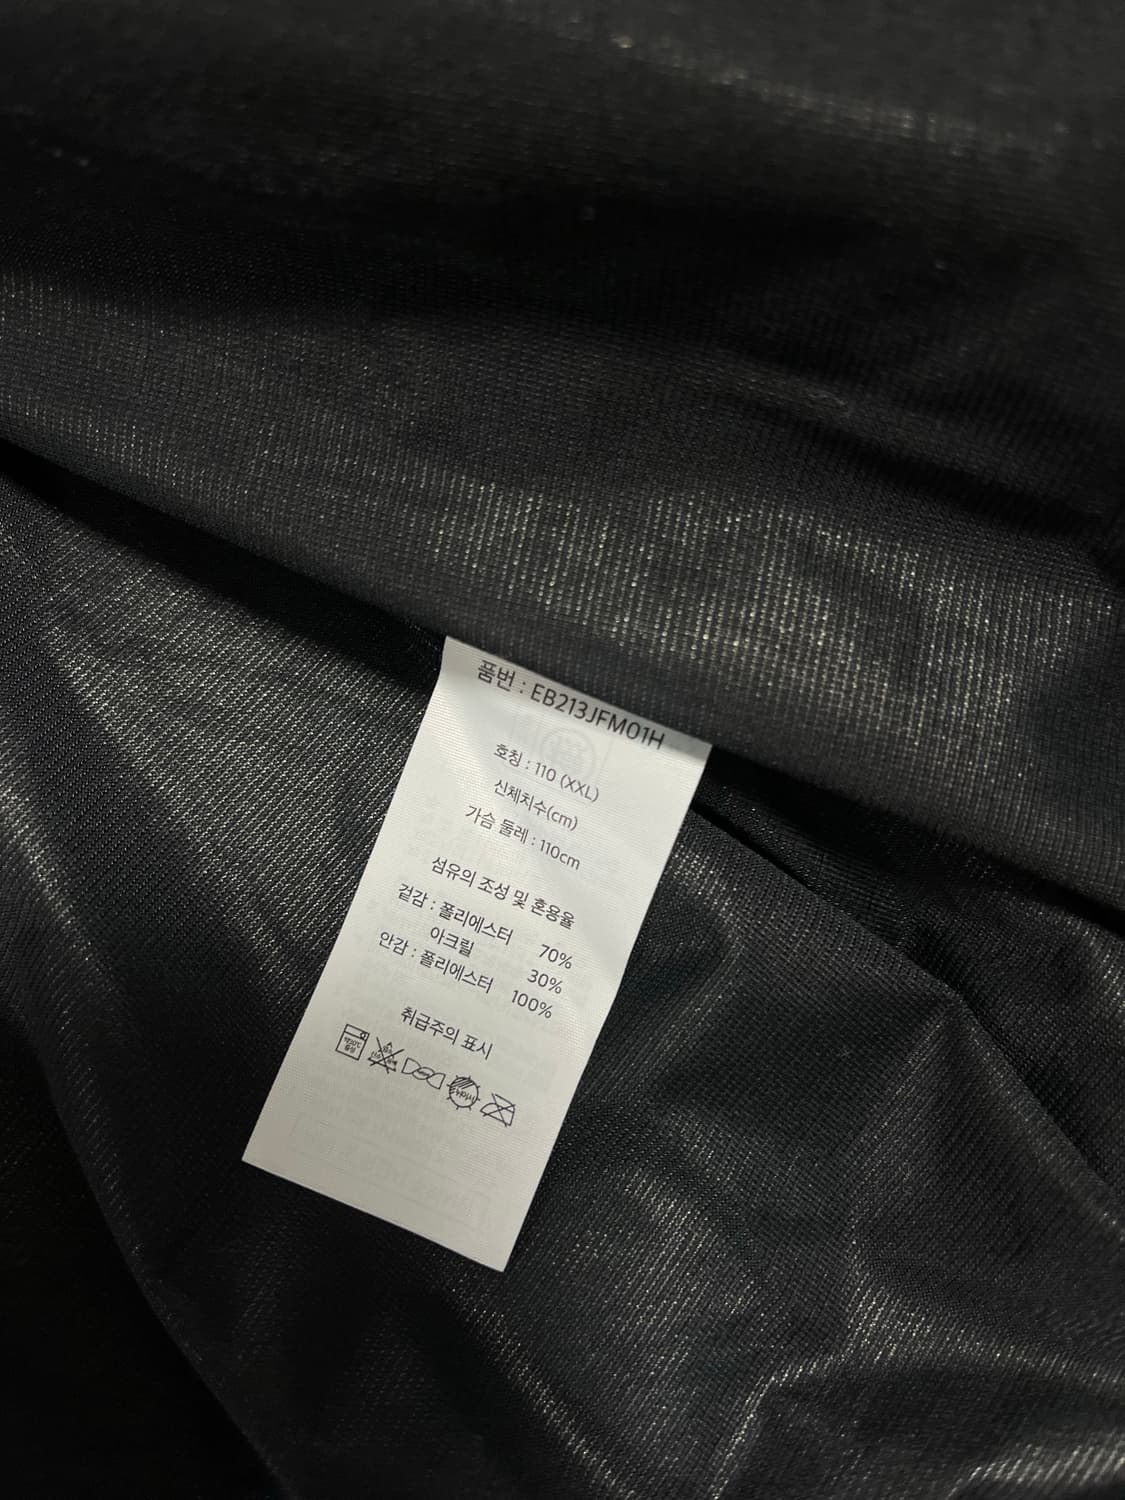 품번 : EB213JFM01H
호칭 : 110 (XXL)
신체치수(cm)
가슴 둘레 : 110cm
섬유의 조성 및 혼용율
겉감 : 폴리에스터 70%
아크릴 30%
안감 : 폴리에스터 100%
취급주의 표시